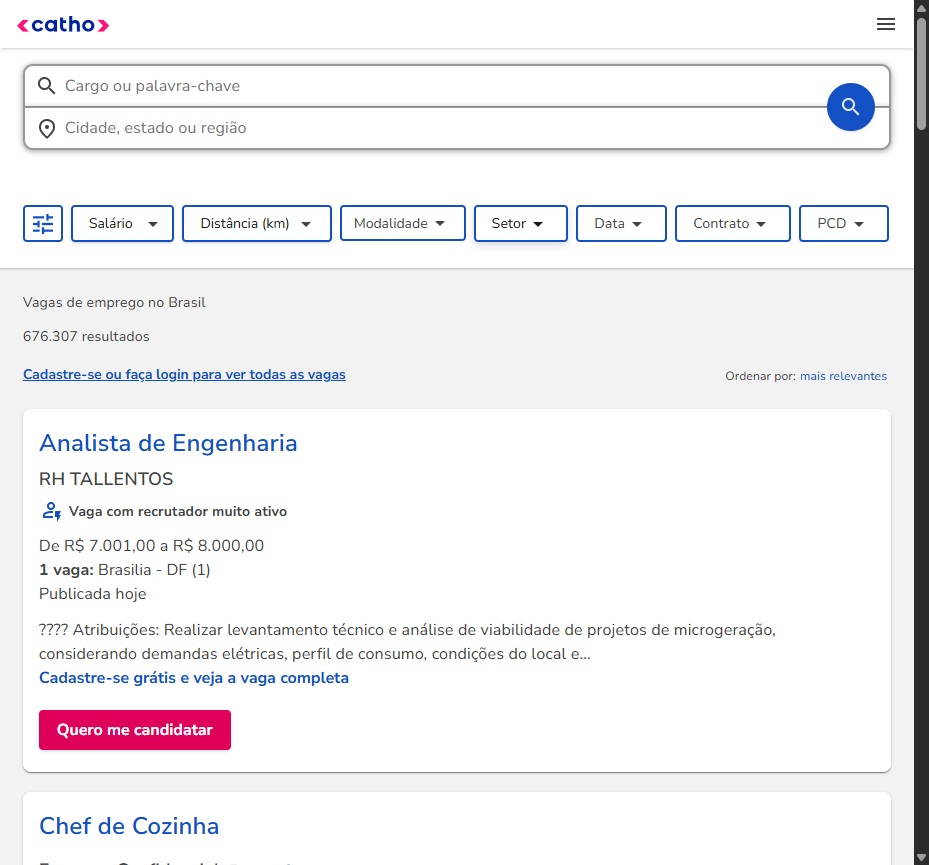 catho
Cargo ou palavra-chave
Cidade, estado ou região
Salário Distância (km) Modalidade Setor Data Contrato PCD
Vagas de emprego no Brasil
676.307 resultados
Cadastre-se ou faça login para ver todas as vagas
Ordenar por: mais relevantes
Analista de Engenharia
RH TALLENTOS
Vaga com recrutador muito ativo
De R$ 7.001,00 a R$ 8.000,00
1 vaga: Brasilia - DF (1)
Publicada hoje
???? Atribuições: Realizar levantamento técnico e análise de viabilidade de projetos de microgeração,
considerando demandas elétricas, perfil de consumo, condições do local e...
Cadastre-se grátis e veja a vaga completa
Quero me candidatar
Chef de Cozinha